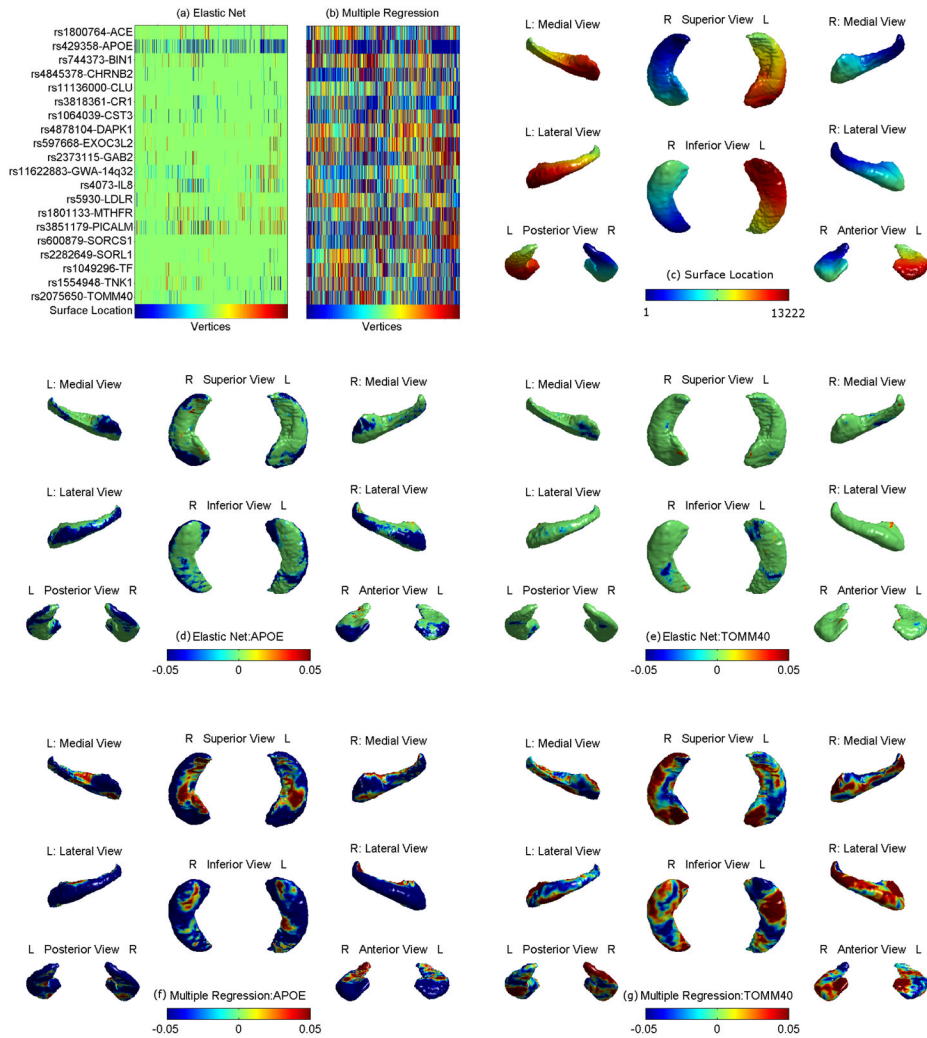 (a) Elastic Net
(b) Multiple Regression
rs1800764-ACE
rs429358-APOE
rs744373-BIN1
rs4845378-CHRNB2
rs11136000-CLU
rs3818361-CR1
rs1064039-CST3
rs4878104-DAPK1
rs597668-EXOC3L2
rs2373115-GAB2
rs11622883-GWA-14q32
rs4073-IL8
rs5930-LDLR
rs1801133-MTHFR
rs3851179-PICALM
rs600879-SORCS1
rs2282649-SORL1
rs1049296-TF
rs1554948-TNK1
rs2075650-TOMM40
Surface Location
Vertices
Vertices
L: Medial View
R Superior View L
R: Medial View
L: Lateral View
R Inferior View L
R: Lateral View
L Posterior View R
R Anterior View L
(c) Surface Location
1
13222
L: Medial View
R Superior View L
R: Medial View
L: Lateral View
R Inferior View L
R: Lateral View
L Posterior View R
R Anterior View L
(d) Elastic Net:APOE
-0.05 0 0.05
L: Medial View
R Superior View L
R: Medial View
L: Lateral View
R Inferior View L
R: Lateral View
L Posterior View R
R Anterior View L
(e) Elastic Net:TOMM40
-0.05 0 0.05
L: Medial View
R Superior View L
R: Medial View
L: Lateral View
R Inferior View L
R: Lateral View
L Posterior View R
R Anterior View L
(f) Multiple Regression:APOE
-0.05 0 0.05
L: Medial View
R Superior View L
R: Medial View
L: Lateral View
R Inferior View L
R: Lateral View
L Posterior View R
R Anterior View L
(g) Multiple Regression:TOMM40
-0.05 0 0.05